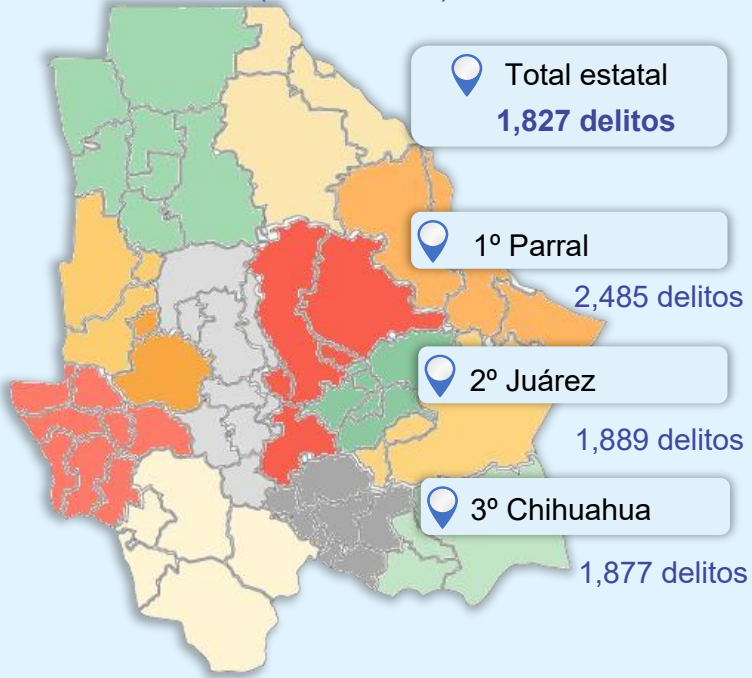 Total estatal
1,827 delitos
1º Parral
2,485 delitos
2º Juárez
1,889 delitos
3º Chihuahua
1,877 delitos